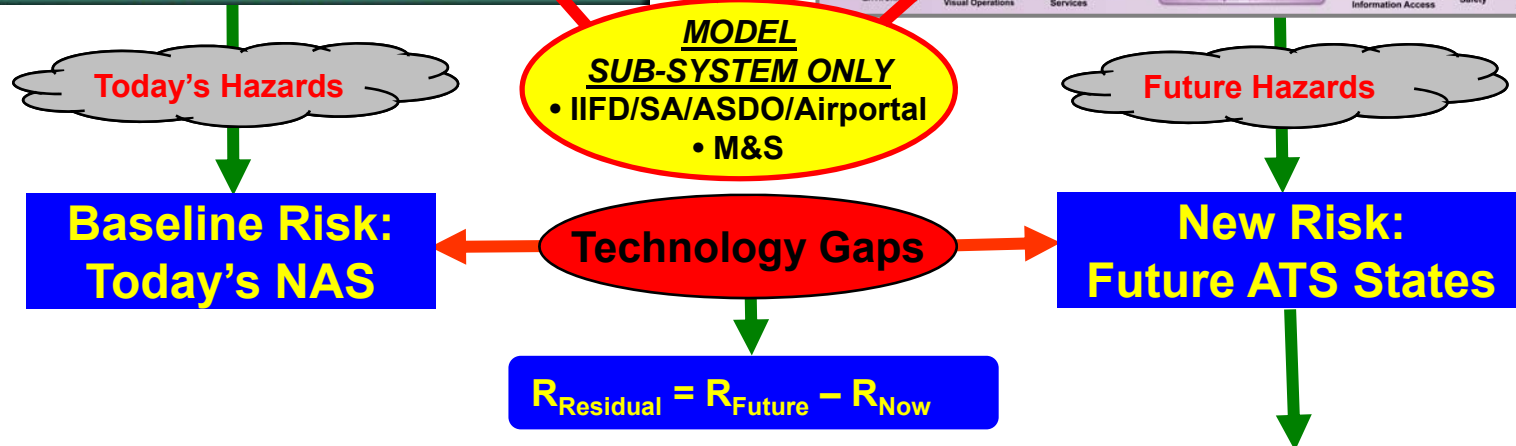 Visual Operations
Services
Information Access
Safety
MODEL
SUB-SYSTEM ONLY
• IIFD/SA/ASDO/Airportal
• M&S
Today's Hazards
Future Hazards
Baseline Risk:
Today's NAS
Technology Gaps
New Risk:
Future ATS States
R_Residual = R_Future – R_Now